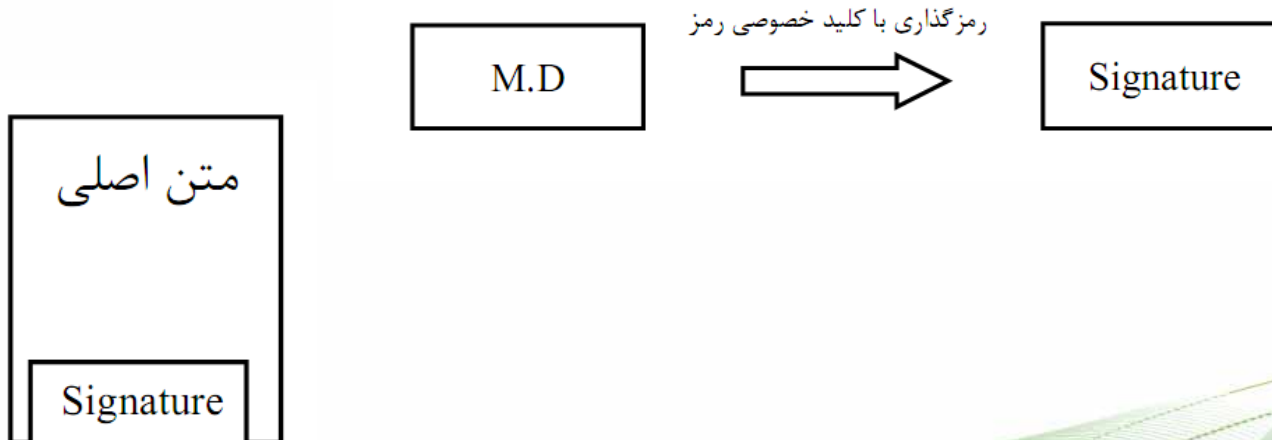 رمزگذاری با کلید خصوصی رمز
M.D
Signature
متن اصلی
Signature